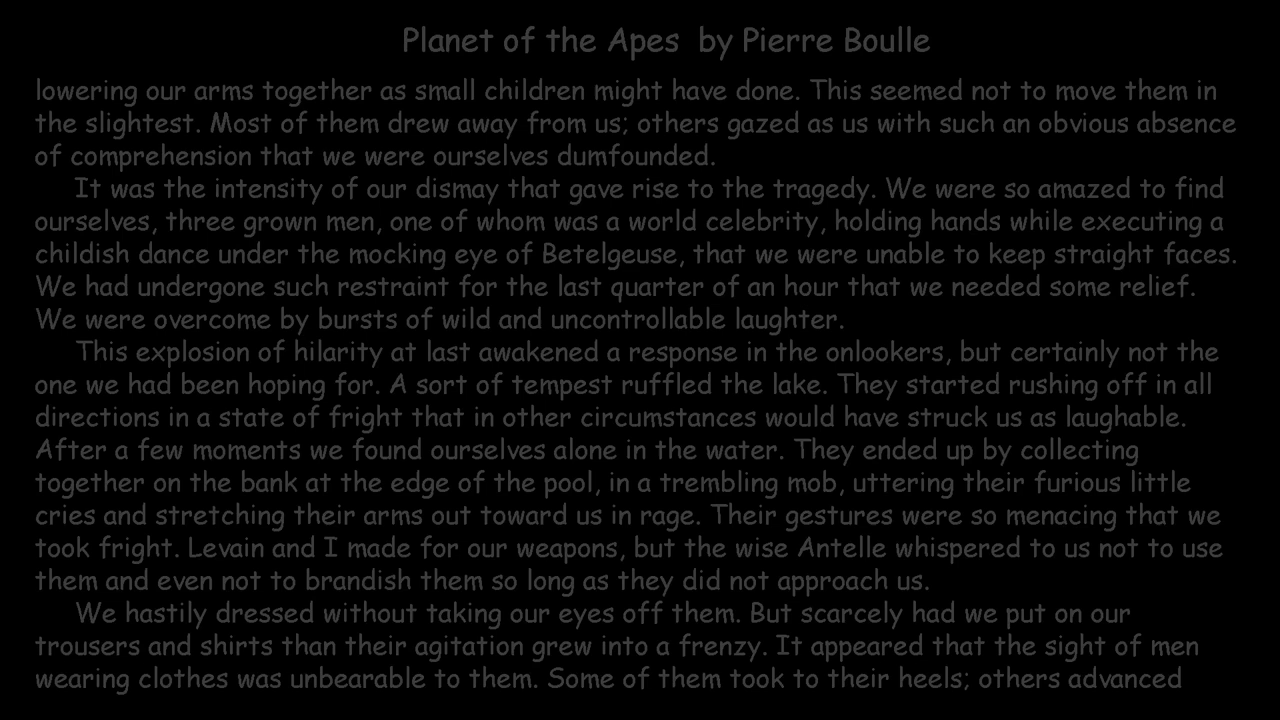 Planet of the Apes by Pierre Boulle
lowering our arms together as small children might have done. This seemed not to move them in
the slightest. Most of them drew away from us; others gazed as us with such an obvious absence
of comprehension that we were ourselves dumfounded.
It was the intensity of our dismay that gave rise to the tragedy. We were so amazed to find
ourselves, three grown men, one of whom was a world celebrity, holding hands while executing a
childish dance under the mocking eye of Betelgeuse, that we were unable to keep straight faces.
We had undergone such restraint for the last quarter of an hour that we needed some relief.
We were overcome by bursts of wild and uncontrollable laughter.
This explosion of hilarity at last awakened a response in the onlookers, but certainly not the
one we had been hoping for. A sort of tempest ruffled the lake. They started rushing off in all
directions in a state of fright that in other circumstances would have struck us as laughable.
After a few moments we found ourselves alone in the water. They ended up by collecting
together on the bank at the edge of the pool, in a trembling mob, uttering their furious little
cries and stretching their arms out toward us in rage. Their gestures were so menacing that we
took fright. Levain and I made for our weapons, but the wise Antelle whispered to us not to use
them and even not to brandish them so long as they did not approach us.
We hastily dressed without taking our eyes off them. But scarcely had we put on our
trousers and shirts than their agitation grew into a frenzy. It appeared that the sight of men
wearing clothes was unbearable to them. Some of them took to their heels; others advanced